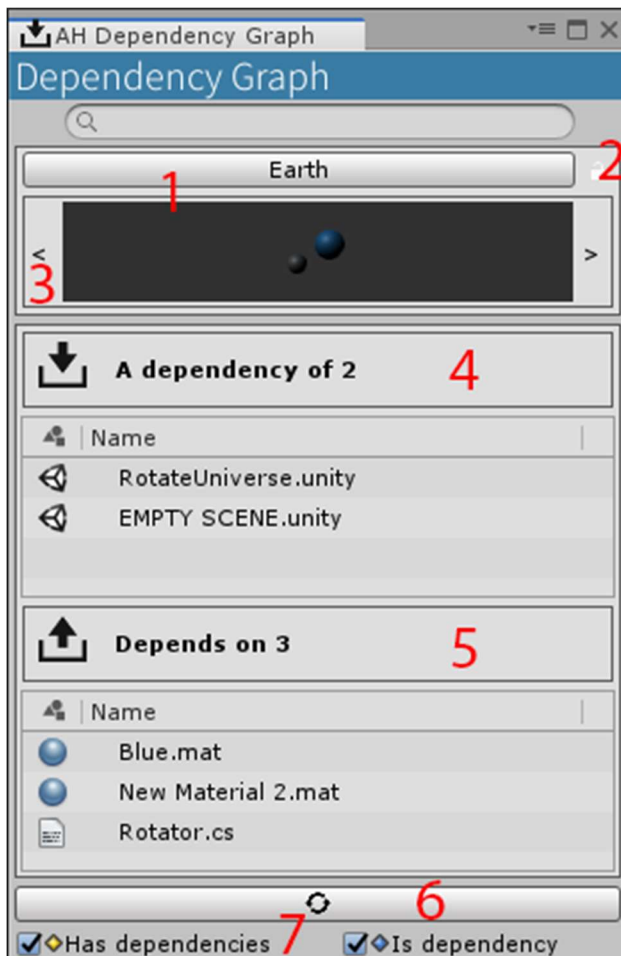 AH Dependency Graph
Dependency Graph
Earth
1
2
<
>
3
A dependency of 2
4
Name
RotateUniverse.unity
EMPTY SCENE.unity
Depends on 3
5
Name
Blue.mat
New Material 2.mat
Rotator.cs
6
Has dependencies
7
Is dependency